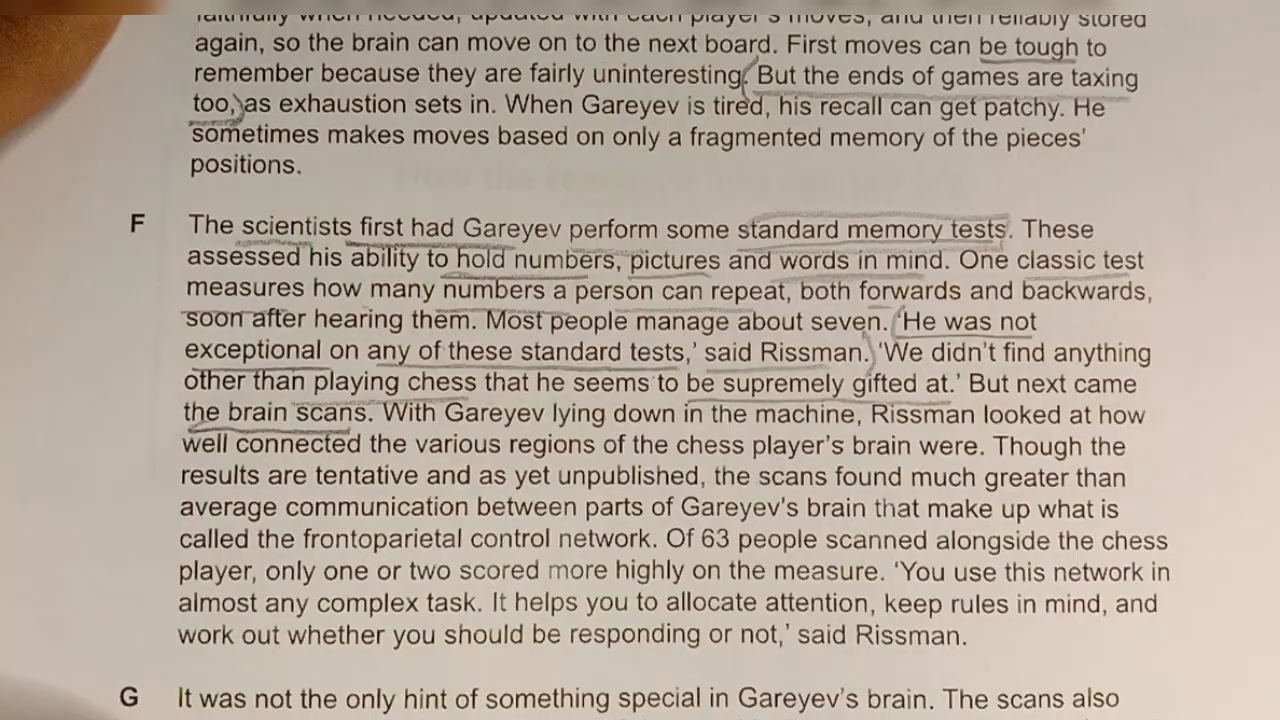 faithfully when needed, updated with each player's moves, and then reliably stored
again, so the brain can move on to the next board. First moves can be tough to
remember because they are fairly uninteresting. But the ends of games are taxing
too, as exhaustion sets in. When Gareyev is tired, his recall can get patchy. He
sometimes makes moves based on only a fragmented memory of the pieces'
positions.
F The scientists first had Gareyev perform some standard memory tests. These
assessed his ability to hold numbers, pictures and words in mind. One classic test
measures how many numbers a person can repeat, both forwards and backwards,
soon after hearing them. Most people manage about seven. 'He was not
exceptional on any of these standard tests,' said Rissman. 'We didn't find anything
other than playing chess that he seems to be supremely gifted at.' But next came
the brain scans. With Gareyev lying down in the machine, Rissman looked at how
well connected the various regions of the chess player's brain were. Though the
results are tentative and as yet unpublished, the scans found much greater than
average communication between parts of Gareyev's brain that make up what is
called the frontoparietal control network. Of 63 people scanned alongside the chess
player, only one or two scored more highly on the measure. 'You use this network in
almost any complex task. It helps you to allocate attention, keep rules in mind, and
work out whether you should be responding or not,' said Rissman.
G It was not the only hint of something special in Gareyev's brain. The scans also